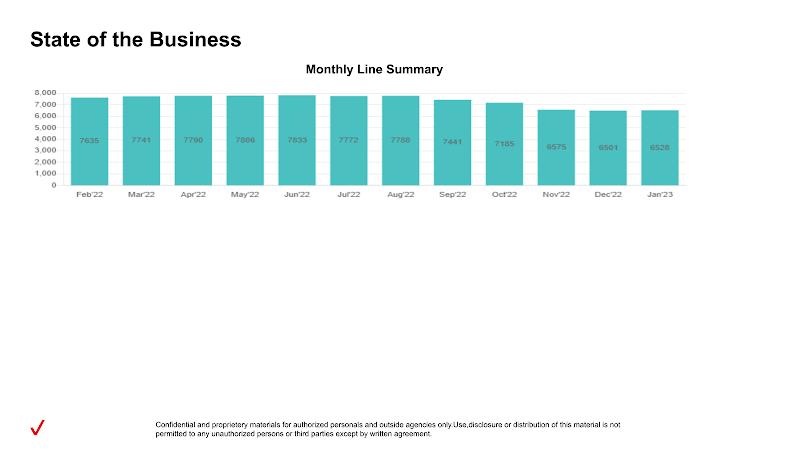 State of the Business
Monthly Line Summary
8,000
7,000
6,000
5,000
4,000
3,000
2,000
1,000
0
7635 7741 7790 7806 7833 7772 7788 7441 7185 6575 6501 6528
Feb'22 Mar'22 Apr'22 May'22 Jun'22 Jul'22 Aug'22 Sep'22 Oct'22 Nov'22 Dec'22 Jan'23
Confidential and proprietery materials for authorized personals and outside agencies only.Use,disclosure or distribution of this material is not
permitted to any unauthorized persons or third parties except by written agreement.